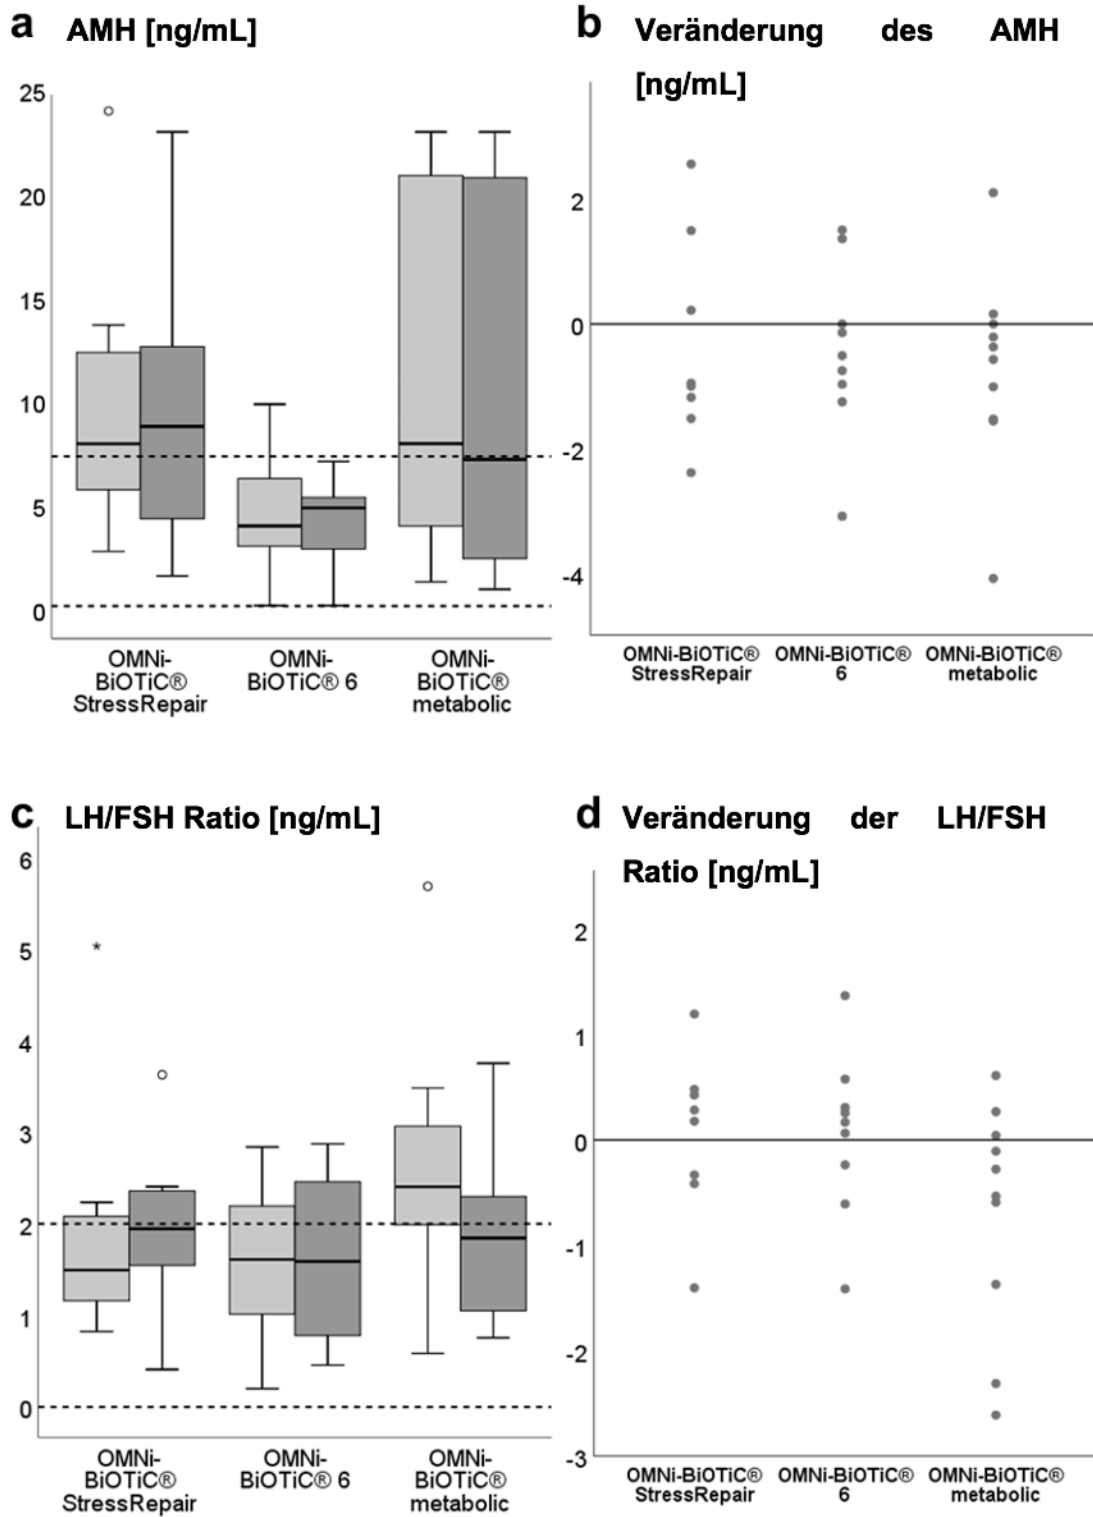 a AMH [ng/mL]
25
20
15
10
5
0
OMNi-
BiOTiC®
StressRepair
OMNi-
BiOTiC® 6
OMNi-
BiOTiC®
metabolic
b Veränderung des AMH
[ng/mL]
2
0
-2
-4
OMNi-BiOTiC®
StressRepair
OMNi-BiOTiC®
6
OMNi-BiOTiC®
metabolic
c LH/FSH Ratio [ng/mL]
6
5
4
3
2
1
0
OMNi-
BiOTiC®
StressRepair
OMNi-
BiOTiC® 6
OMNi-
BiOTiC®
metabolic
d Veränderung der LH/FSH
Ratio [ng/mL]
2
1
0
-1
-2
-3
OMNi-BiOTiC®
StressRepair
OMNi-BiOTiC®
6
OMNi-BiOTiC®
metabolic